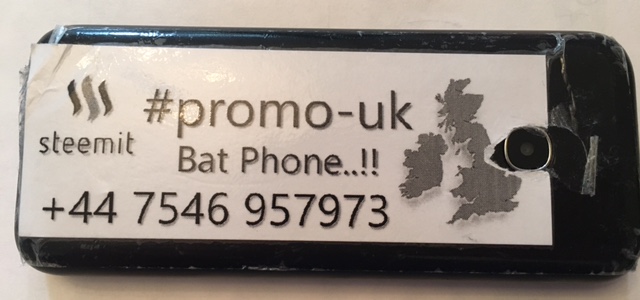 #promo-uk
steemit
Bat Phone..!!
+44 7546 957973